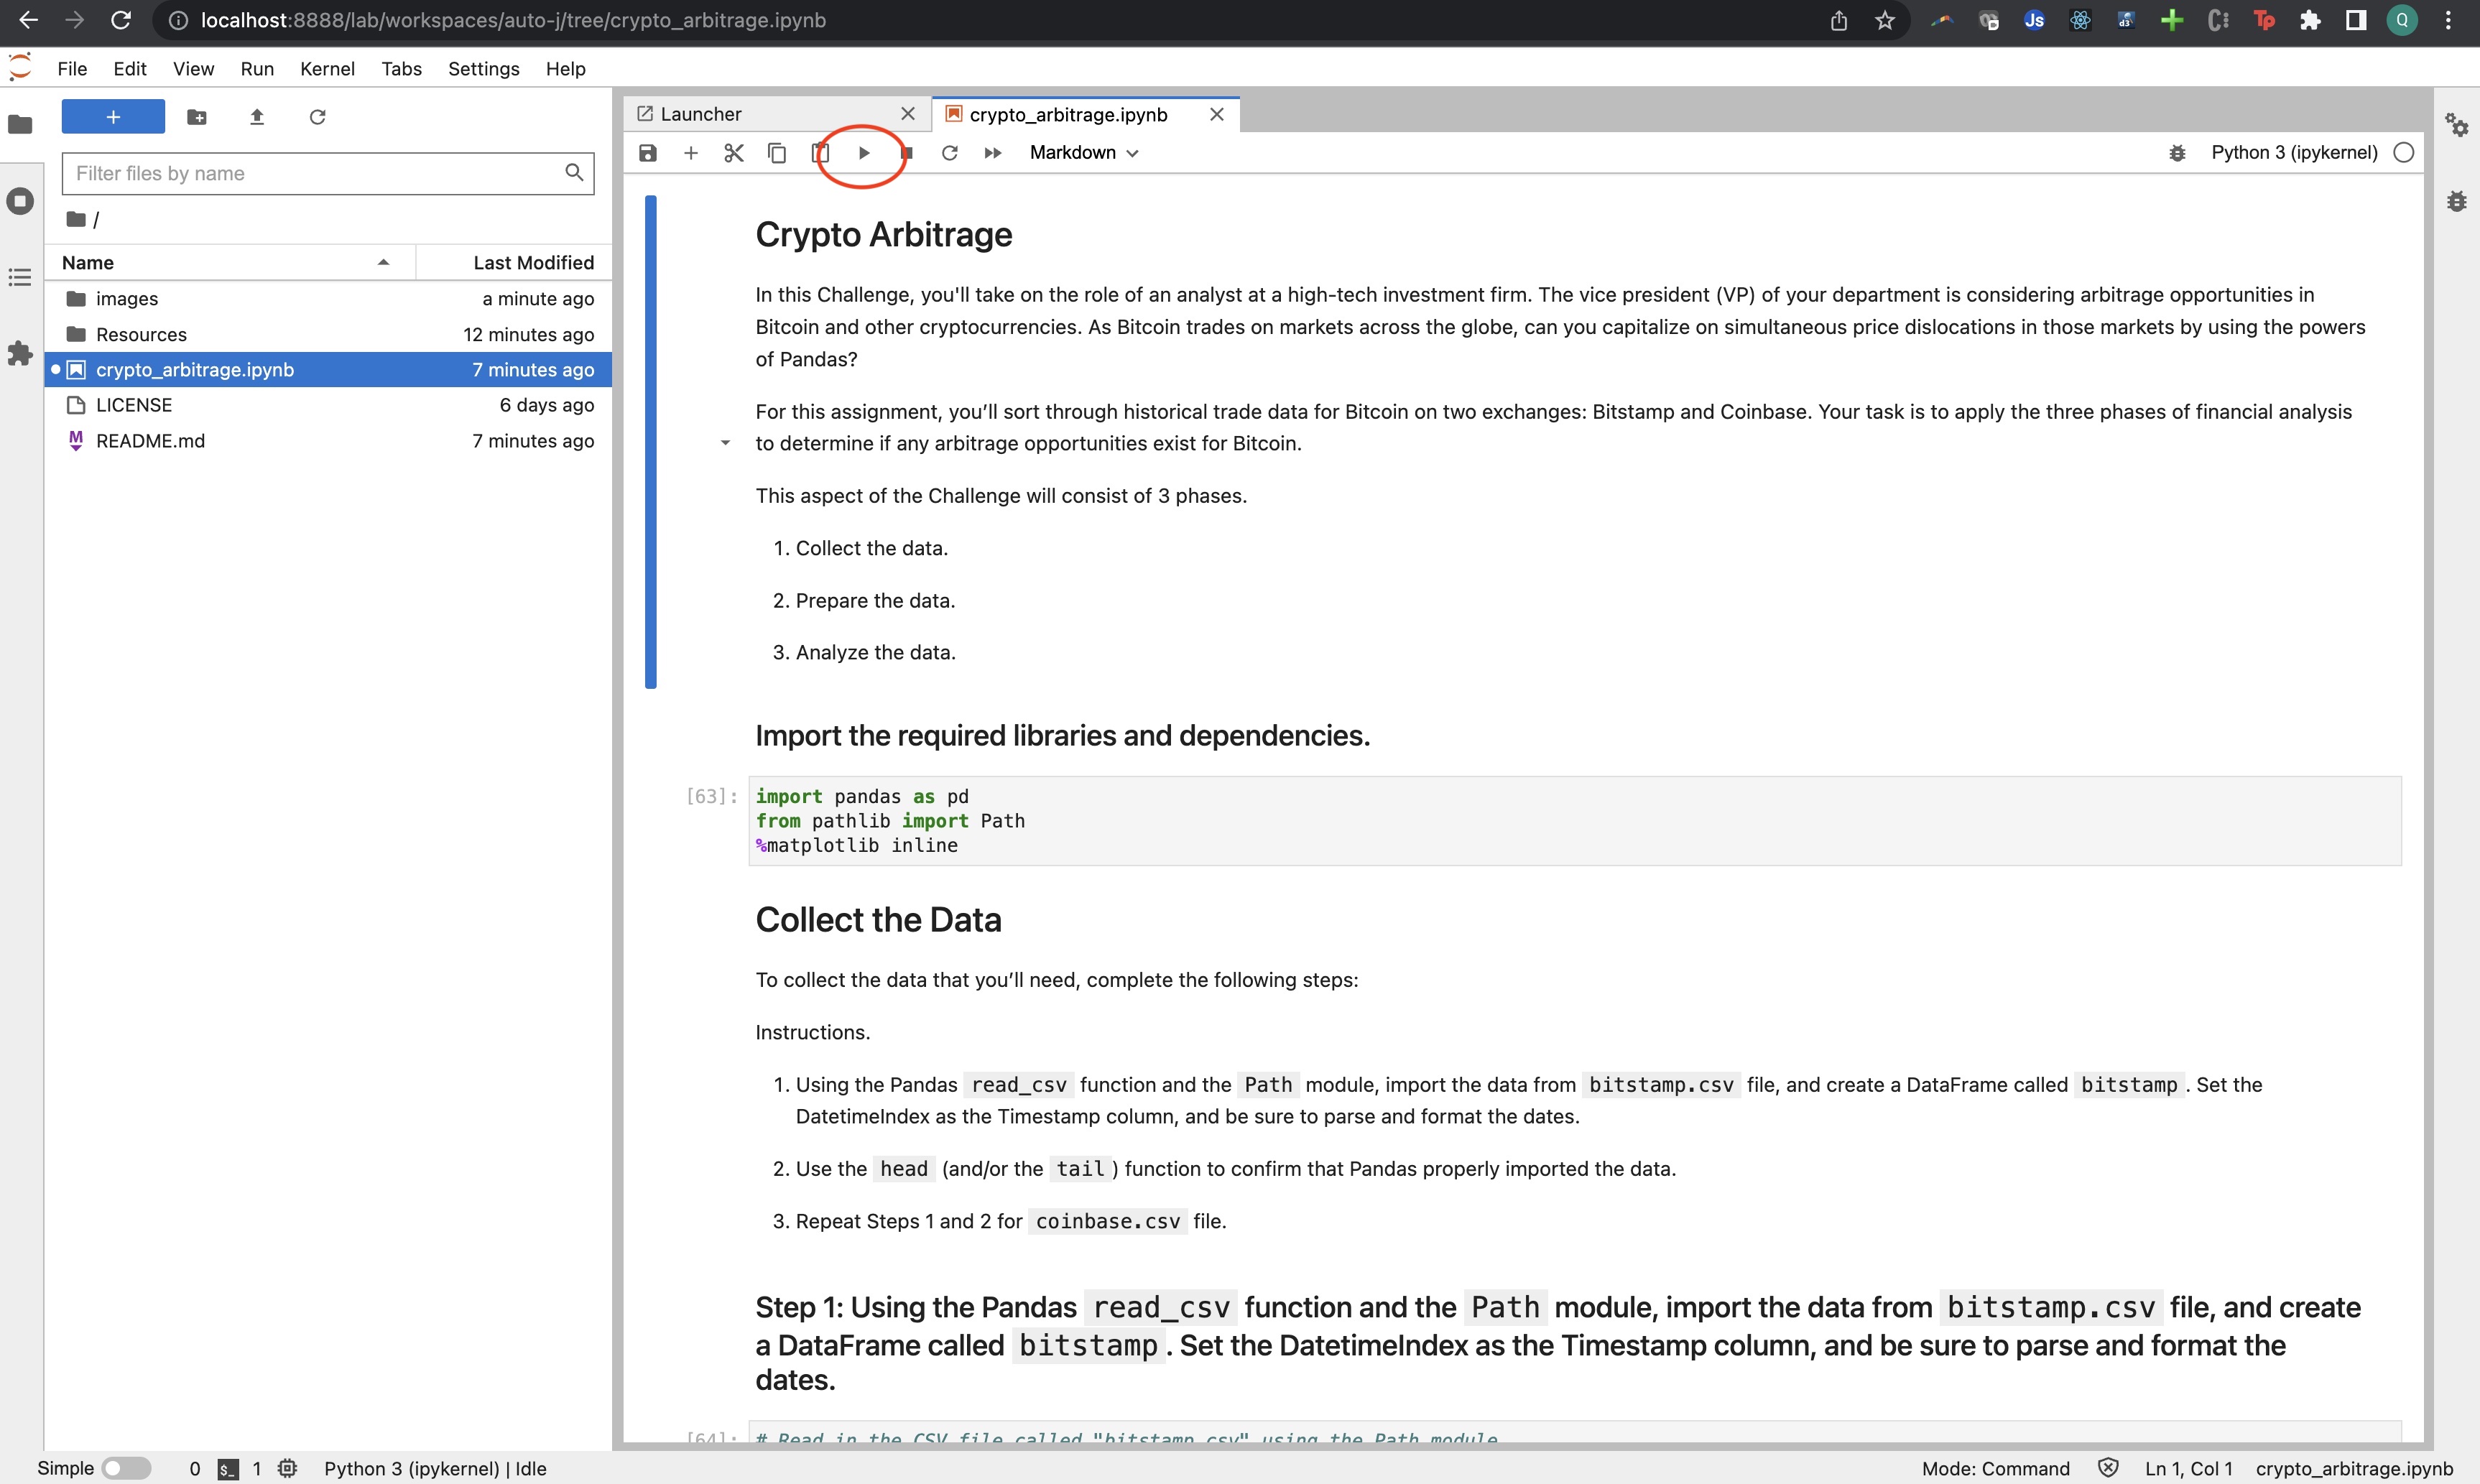 localhost:8888/lab/workspaces/auto-j/tree/crypto_arbitrage.ipynb
Js
d3
C
Tp
Q
File Edit View Run Kernel Tabs Settings Help
+
Launcher
crypto_arbitrage.ipynb
Markdown
Python 3 (ipykernel)
Filter files by name
/
Name Last Modified
images a minute ago
Resources 12 minutes ago
crypto_arbitrage.ipynb 7 minutes ago
LICENSE 6 days ago
M README.md 7 minutes ago
Crypto Arbitrage
In this Challenge, you'll take on the role of an analyst at a high-tech investment firm. The vice president (VP) of your department is considering arbitrage opportunities in
Bitcoin and other cryptocurrencies. As Bitcoin trades on markets across the globe, can you capitalize on simultaneous price dislocations in those markets by using the powers
of Pandas?
For this assignment, you’ll sort through historical trade data for Bitcoin on two exchanges: Bitstamp and Coinbase. Your task is to apply the three phases of financial analysis
to determine if any arbitrage opportunities exist for Bitcoin.
This aspect of the Challenge will consist of 3 phases.
1. Collect the data.
2. Prepare the data.
3. Analyze the data.
Import the required libraries and dependencies.
[63]: import pandas as pd
from pathlib import Path
%matplotlib inline
Collect the Data
To collect the data that you’ll need, complete the following steps:
Instructions.
1. Using the Pandas read_csv function and the Path module, import the data from bitstamp.csv file, and create a DataFrame called bitstamp . Set the
DatetimeIndex as the Timestamp column, and be sure to parse and format the dates.
2. Use the head (and/or the tail ) function to confirm that Pandas properly imported the data.
3. Repeat Steps 1 and 2 for coinbase.csv file.
Step 1: Using the Pandas read_csv function and the Path module, import the data from bitstamp.csv file, and create
a DataFrame called bitstamp . Set the DatetimeIndex as the Timestamp column, and be sure to parse and format the
dates.
[64]: # Read in the CSV file called "bitstamp.csv" using the Path module
Simple 0 $_ 1 Python 3 (ipykernel) | Idle Mode: Command Ln 1, Col 1 crypto_arbitrage.ipynb